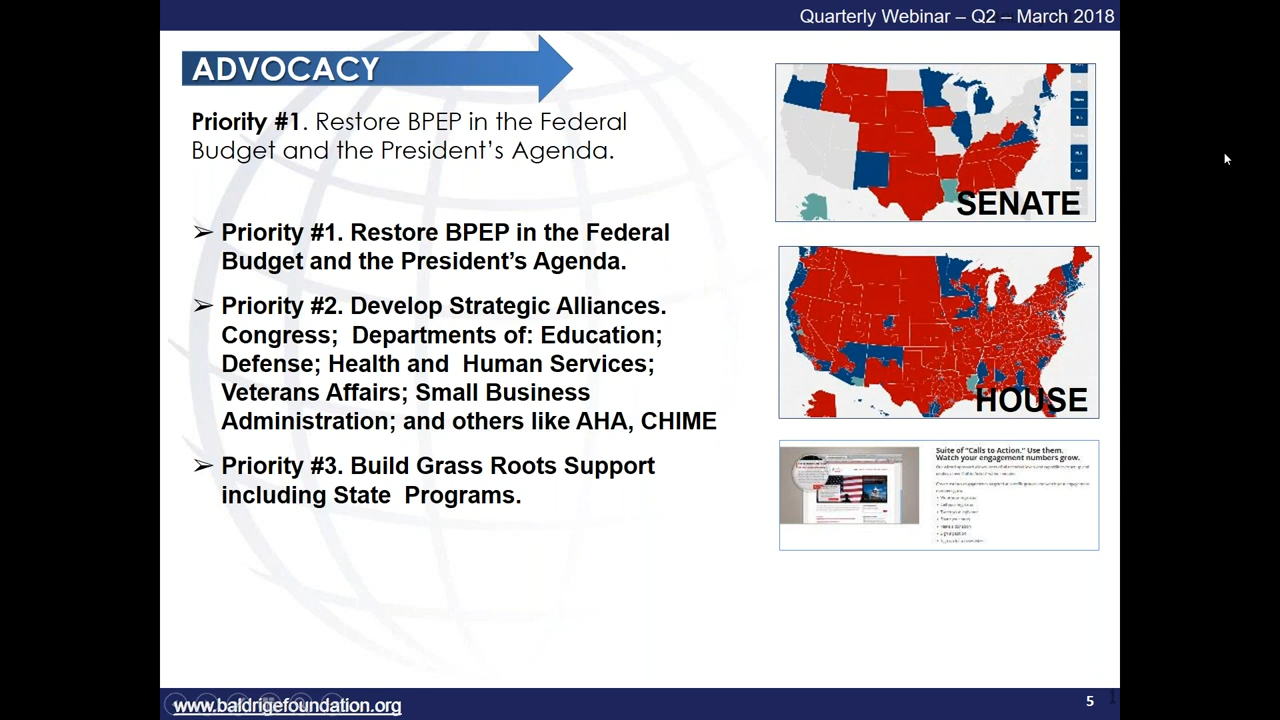 Quarterly Webinar – Q2 – March 2018
ADVOCACY
Priority #1. Restore BPEP in the Federal
Budget and the President's Agenda.
➢ Priority #1. Restore BPEP in the Federal
Budget and the President's Agenda.
➢ Priority #2. Develop Strategic Alliances.
Congress; Departments of: Education;
Defense; Health and Human Services;
Veterans Affairs; Small Business
Administration; and others like AHA, CHIME
➢ Priority #3. Build Grass Roots Support
including State Programs.
SENATE
HOUSE
Suite of "Calls to Action." Use them.
Watch your engagement numbers grow.
www.baldrigefoundation.org
5